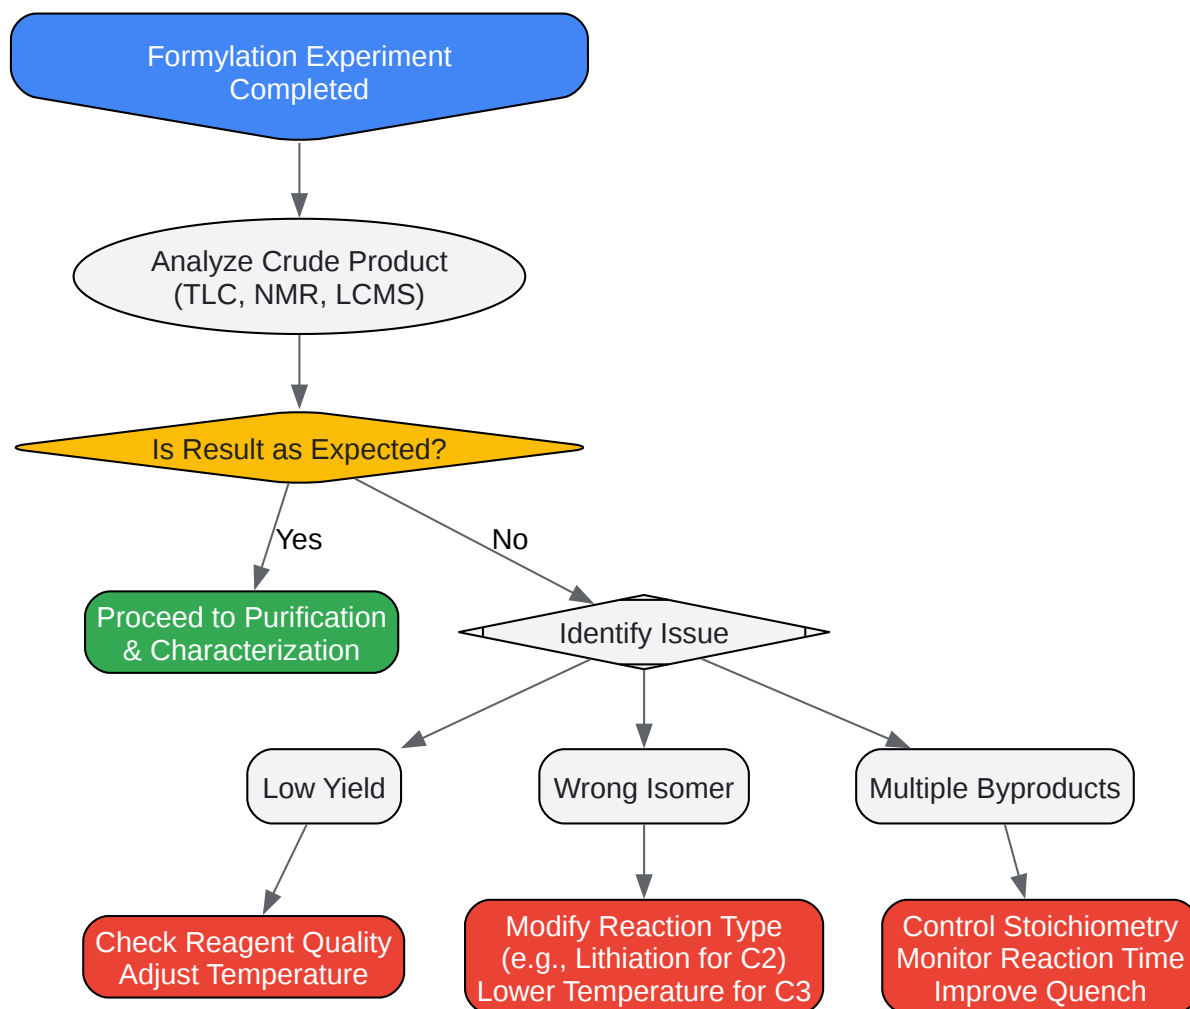 Formylation Experiment
Completed
Analyze Crude Product
(TLC, NMR, LCMS)
Is Result as Expected?
Yes
No
Proceed to Purification
& Characterization
Identify Issue
Low Yield
Wrong Isomer
Multiple Byproducts
Check Reagent Quality
Adjust Temperature
Modify Reaction Type
(e.g., Lithiation for C2)
Lower Temperature for C3
Control Stoichiometry
Monitor Reaction Time
Improve Quench